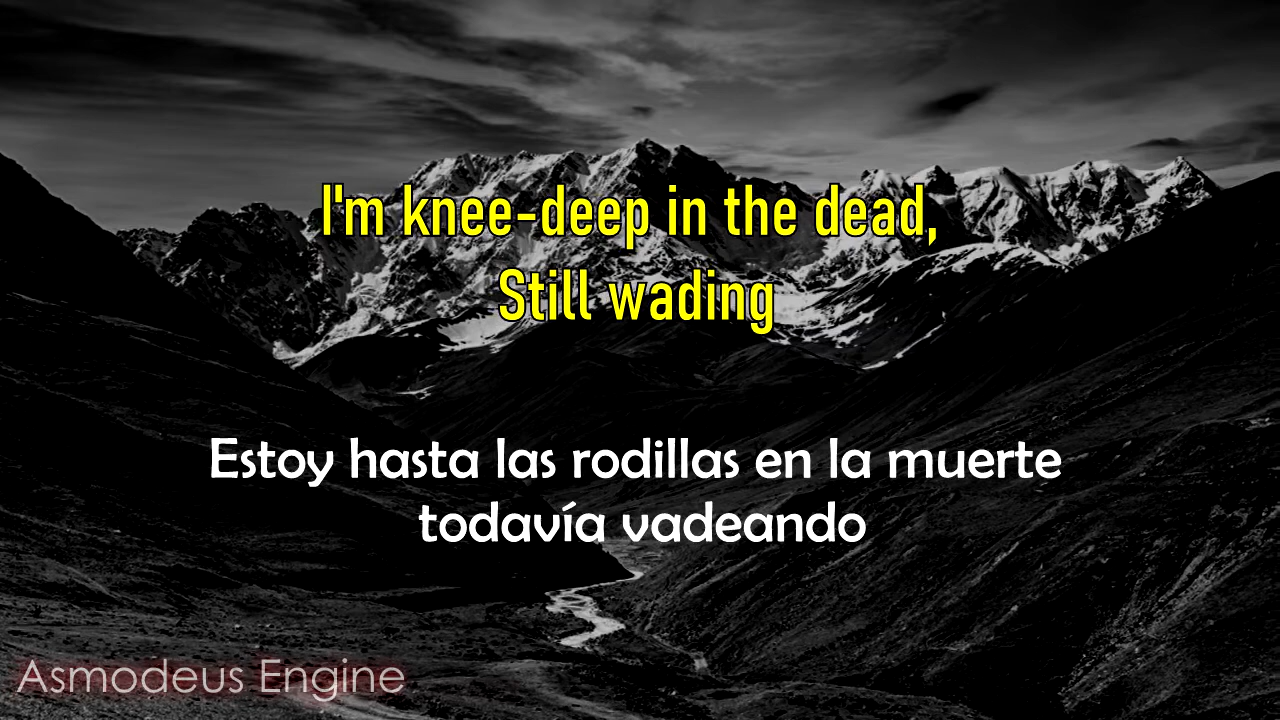 I'm knee-deep in the dead,
Still wading
Estoy hasta las rodillas en la muerte
todavía vadeando
Asmodeus Engine